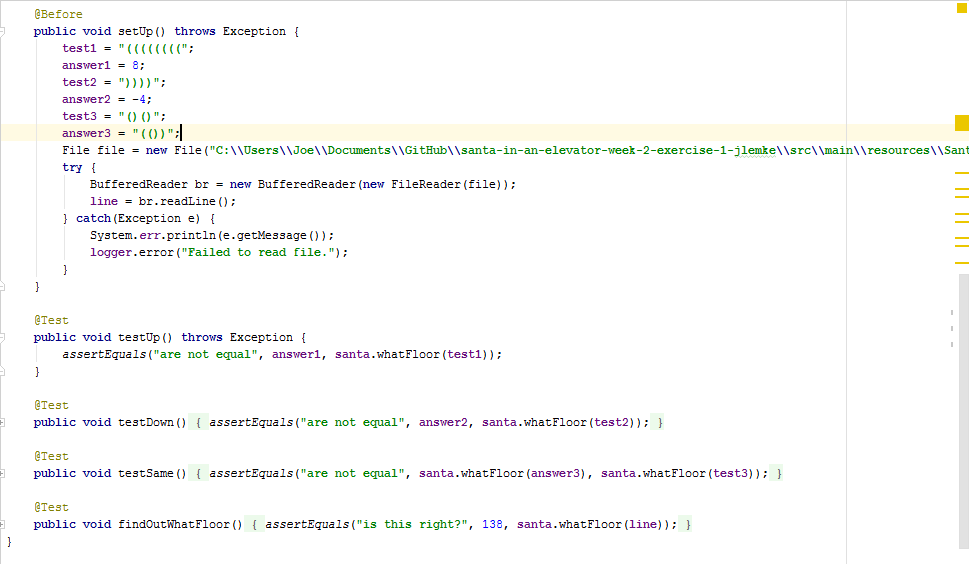 @Before
public void setUp() throws Exception {
test1 = "((((((((";
answer1 = 8;
test2 = "))))";
answer2 = -4;
test3 = "()()";
answer3 = "(())";
File file = new File("C:\\Users\\Joe\\Documents\\GitHub\\santa-in-an-elevator-week-2-exercise-1-jlemke\\src\\main\\resources\\Sant
try {
BufferedReader br = new BufferedReader(new FileReader(file));
line = br.readLine();
} catch(Exception e) {
System.err.println(e.getMessage());
logger.error("Failed to read file.");
}
}
@Test
public void testUp() throws Exception {
assertEquals("are not equal", answer1, santa.whatFloor(test1));
}
@Test
public void testDown() { assertEquals("are not equal", answer2, santa.whatFloor(test2)); }
@Test
public void testSame() { assertEquals("are not equal", santa.whatFloor(answer3), santa.whatFloor(test3)); }
@Test
public void findOutWhatFloor() { assertEquals("is this right?", 138, santa.whatFloor(line)); }
}